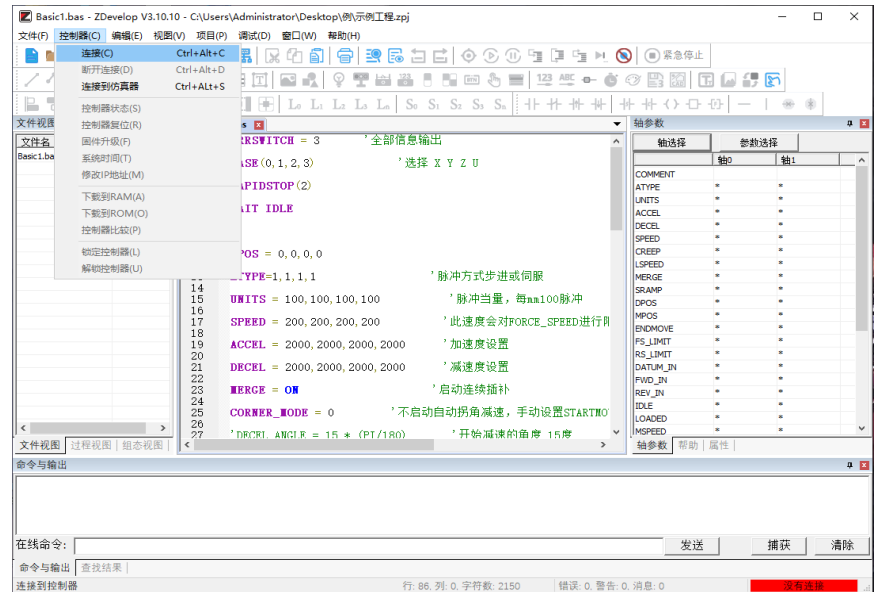 Basic1.bas - ZDevelop V3.10.10 - C:\Users\Administrator\Desktop\例\示例工程.zpj
文件(F) 控制器(C) 编辑(E) 视图(V) 项目(P) 调试(D) 窗口(W) 帮助(H)
连接(C) Ctrl+Alt+C
断开连接(D) Ctrl+Alt+D
连接到仿真器 Ctrl+ALt+S
控制器状态(S)
控制器复位(R)
固件升级(F)
系统时间(T)
修改IP地址(M)
下载到RAM(A)
下载到ROM(O)
控制器比较(P)
锁定控制器(L)
解锁控制器(U)
紧急停止
123 ABC
L₀ L₁ L₂ L₃ S₀ S₁ S₂ S₃
文件视图
文件名
Basic1.ba
RRSWITCH = 3 '全部信息输出
ASE(0,1,2,3) '选择 X Y Z U
APIDSTOP(2)
AIT IDLE
POS = 0,0,0,0
TYPE=1,1,1,1 '脉冲方式步进或伺服
14
15 UNITS = 100,100,100,100 '脉冲当量，每mm100脉冲
16
17 SPEED = 200,200,200,200 '此速度会对FORCE_SPEED进行
18
19 ACCEL = 2000,2000,2000,2000 '加速度设置
20
21 DECEL = 2000,2000,2000,2000 '减速度设置
22
23 MERGE = ON '启动连续插补
24
25 CORNER_MODE = 0 '不启动自动拐角减速，手动设置STARTMO
26
27 'DECEL_ANGLE = 15 * (PI/180) '开始减速的角度 15度
轴参数
轴选择 参数选择
轴0 轴1
COMMENT
ATYPE * *
UNITS * *
ACCEL * *
DECEL * *
SPEED * *
CREEP * *
LSPEED * *
MERGE * *
SRAMP * *
DPOS * *
MPOS * *
ENDMOVE * *
FS_LIMIT * *
RS_LIMIT * *
DATUM_IN * *
FWD_IN * *
REV_IN * *
IDLE * *
LOADED * *
MSPEED * *
文件视图 过程视图 组态视图
轴参数 帮助 属性
命令与输出
在线命令: 发送 捕获 清除
命令与输出 查找结果
连接到控制器 行: 86, 列: 0, 字符数: 2150 错误: 0, 警告: 0, 消息: 0 没有连接